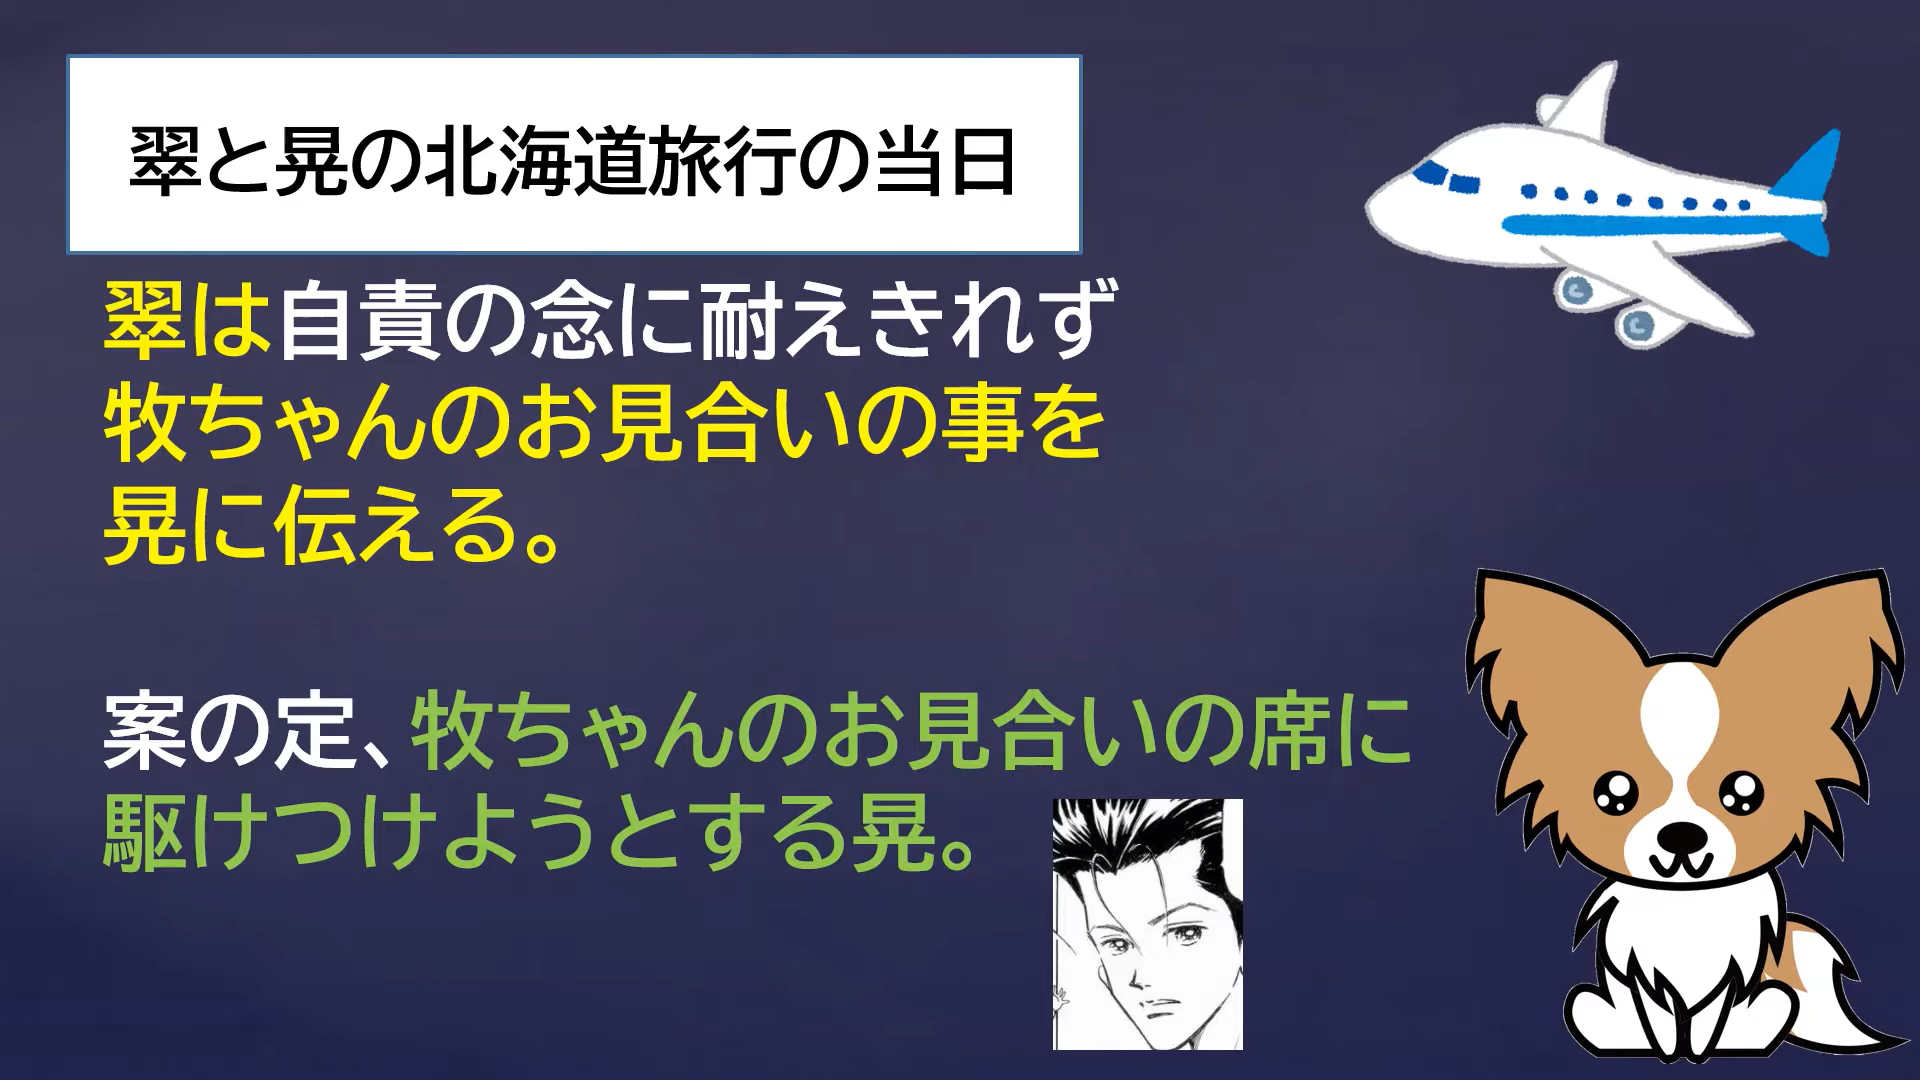 翠と晃の北海道旅行の当日
翠は自責の念に耐えきれず
牧ちゃんのお見合いの事を
晃に伝える。
案の定、牧ちゃんのお見合いの席に
駆けつけようとする晃。